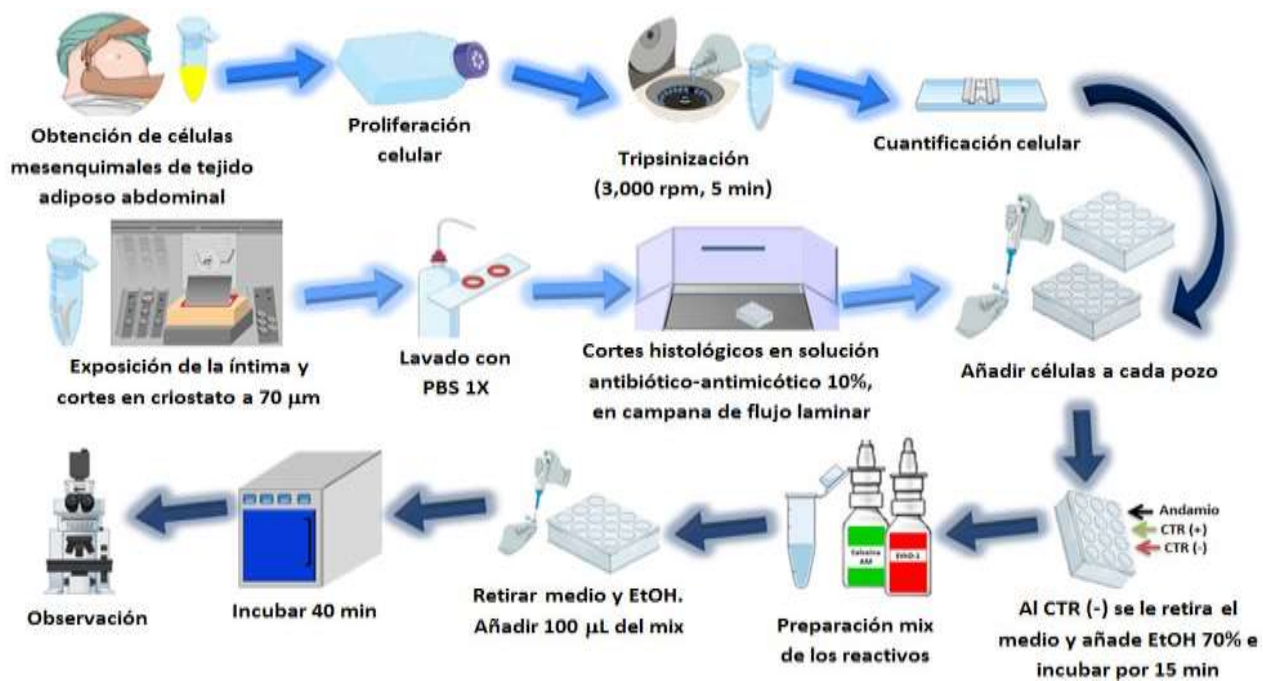 Obtención de células
mesenquimales de tejido
adiposo abdominal
Proliferación
celular
Tripsinización
(3,000 rpm, 5 min)
Cuantificación celular
Exposición de la íntima y
cortes en criostato a 70 µm
Lavado con
PBS 1X
Cortes histológicos en solución
antibiótico-antimicótico 10%,
en campana de flujo laminar
Añadir células a cada pozo
Andamio
CTR (+)
CTR (-)
Al CTR (-) se le retira el
medio y añade EtOH 70% e
incubar por 15 min
Calceína
AM
EthD-1
Preparación mix
de los reactivos
Retirar medio y EtOH.
Añadir 100 µL del mix
Incubar 40 min
Observación